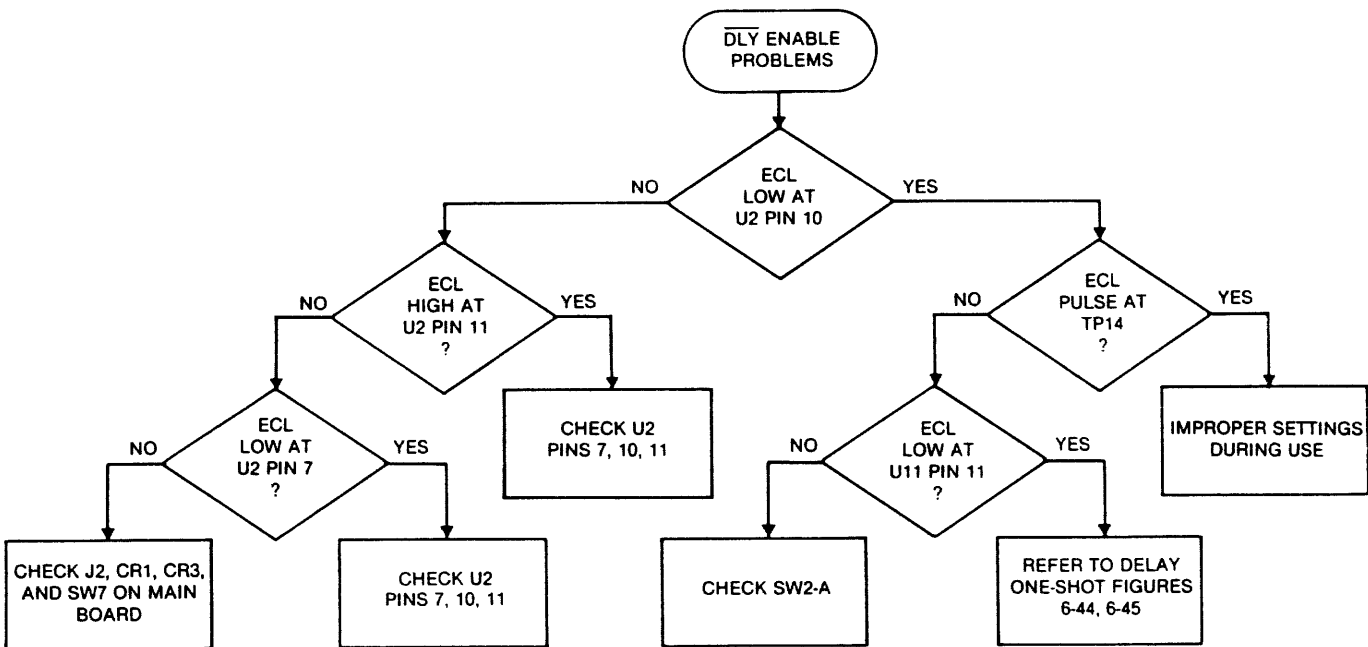 DLY ENABLE
PROBLEMS
ECL
LOW AT
U2 PIN 10
NO
YES
ECL
HIGH AT
U2 PIN 11
?
NO
YES
ECL
PULSE AT
TP14
?
NO
YES
ECL
LOW AT
U2 PIN 7
?
NO
YES
CHECK U2
PINS 7, 10, 11
ECL
LOW AT
U11 PIN 11
?
NO
YES
IMPROPER SETTINGS
DURING USE
CHECK J2, CR1, CR3,
AND SW7 ON MAIN
BOARD
CHECK U2
PINS 7, 10, 11
CHECK SW2-A
REFER TO DELAY
ONE-SHOT FIGURES
6-44, 6-45